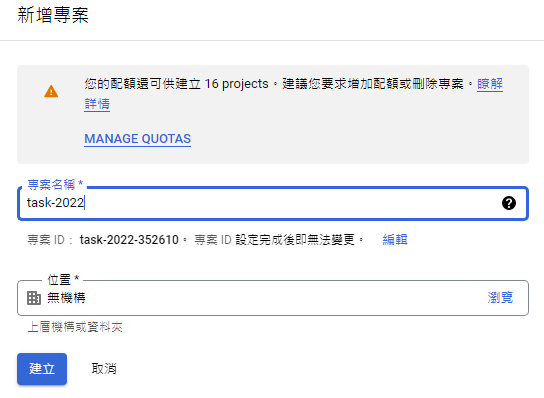 新增專案
您的配額還可供建立 16 projects。建議您要求增加配額或刪除專案。瞭解
詳情
MANAGE QUOTAS
專案名稱 *
task-2022
專案 ID： task-2022-352610。 專案 ID 設定完成後即無法變更。 編輯
位置 *
無機構 瀏覽
上層機構或資料夾
建立 取消